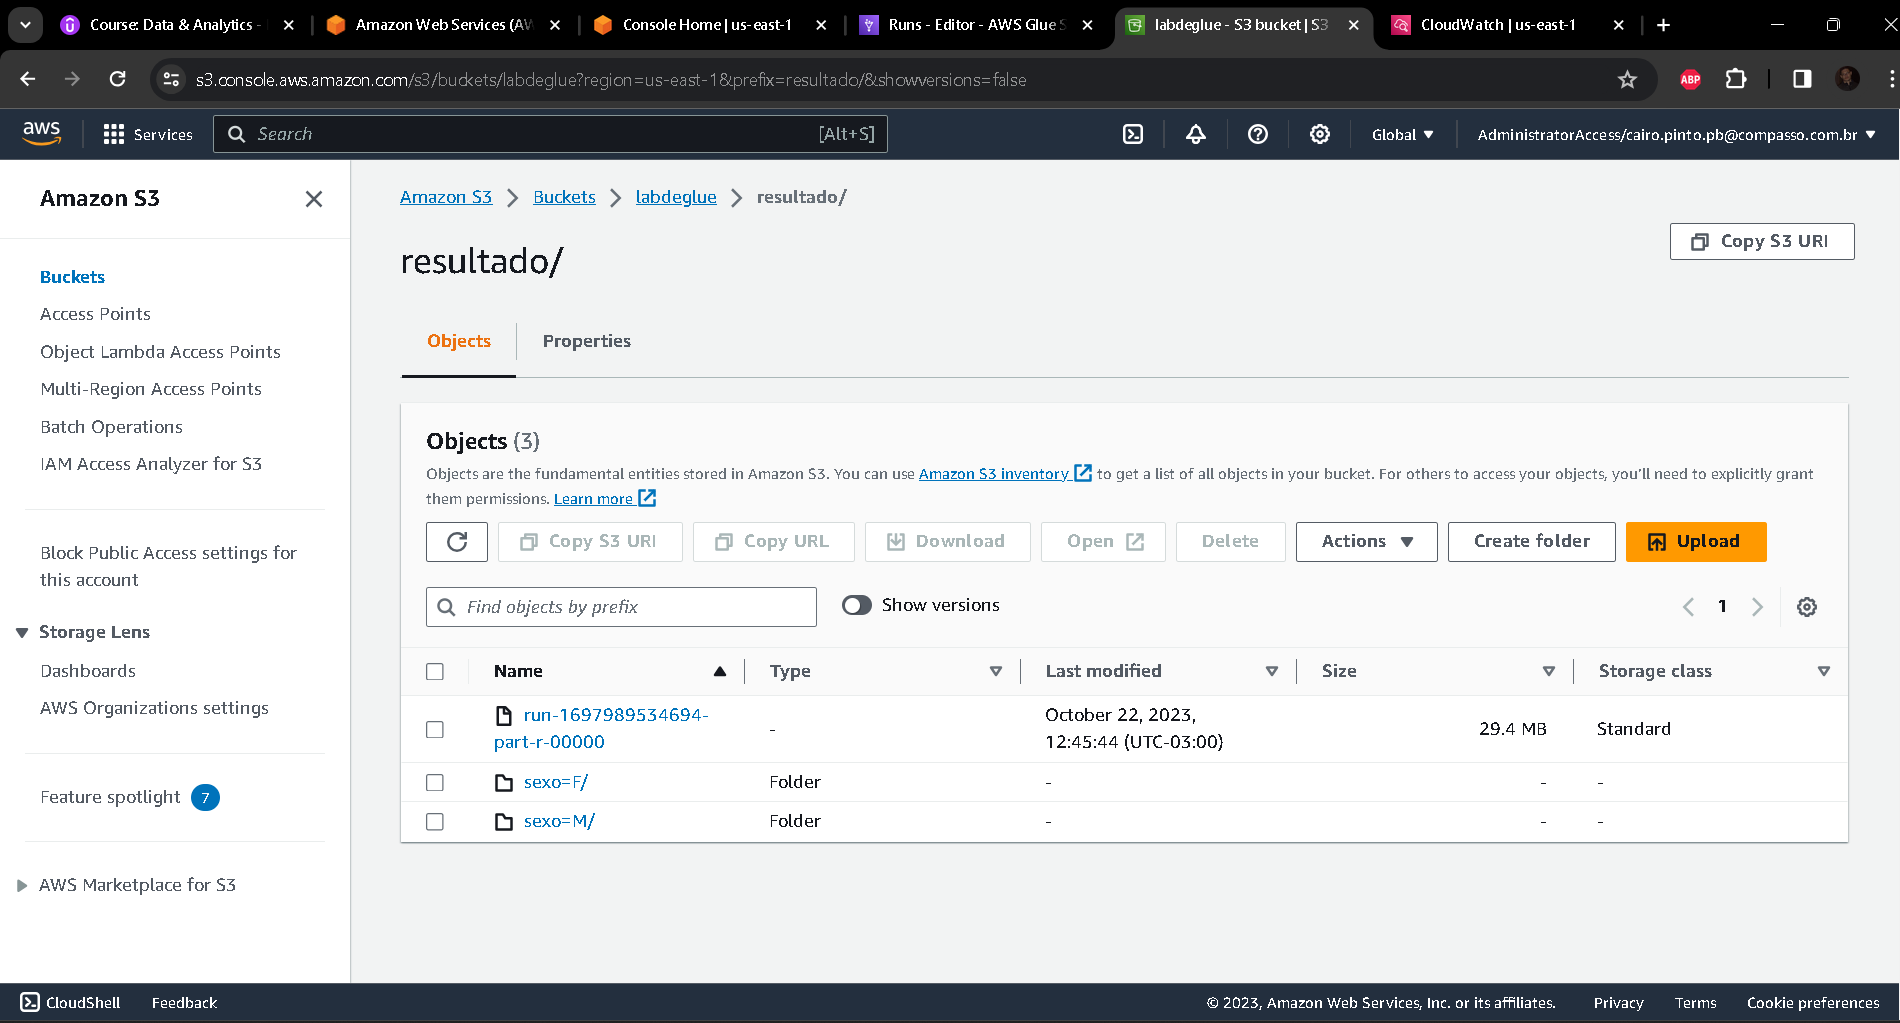 Course: Data & Analytics -
Amazon Web Services (AW
Console Home | us-east-1
Runs - Editor - AWS Glue S
labdeglue - S3 bucket | S3
CloudWatch | us-east-1
s3.console.aws.amazon.com/s3/buckets/labdeglue?region=us-east-1&prefix=resultado/&showversions=false
ABP
aws
Services
Search
[Alt+S]
Global
AdministratorAccess/cairo.pinto.pb@compasso.com.br
Amazon S3
Buckets
Access Points
Object Lambda Access Points
Multi-Region Access Points
Batch Operations
IAM Access Analyzer for S3
Block Public Access settings for
this account
Storage Lens
Dashboards
AWS Organizations settings
Feature spotlight 7
AWS Marketplace for S3
Amazon S3 > Buckets > labdeglue > resultado/
resultado/
Copy S3 URI
Objects
Properties
Objects (3)
Objects are the fundamental entities stored in Amazon S3. You can use Amazon S3 inventory to get a list of all objects in your bucket. For others to access your objects, you'll need to explicitly grant
them permissions. Learn more
Copy S3 URI
Copy URL
Download
Open
Delete
Actions
Create folder
Upload
Find objects by prefix
Show versions
1
Name Type Last modified Size Storage class
run-1697989534694-
part-r-00000
-
October 22, 2023,
12:45:44 (UTC-03:00)
29.4 MB
Standard
sexo=F/ Folder - - -
sexo=M/ Folder - - -
CloudShell
Feedback
© 2023, Amazon Web Services, Inc. or its affiliates.
Privacy
Terms
Cookie preferences